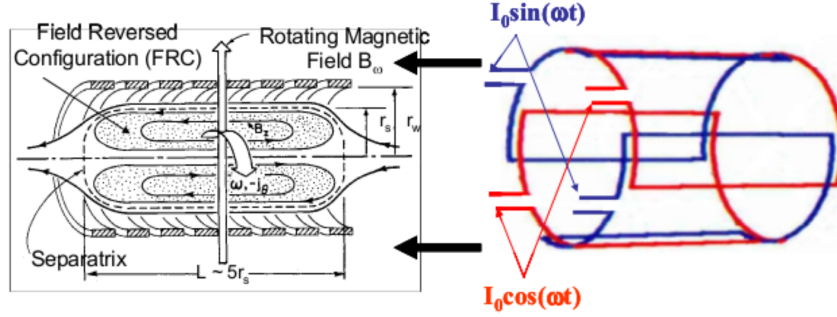 Field Reversed
Configuration (FRC)
Rotating Magnetic
Field Bω
I₀sin(ωt)
Bz
rs
rw
ω,-jθ
Separatrix
L ~ 5rs
I₀cos(ωt)